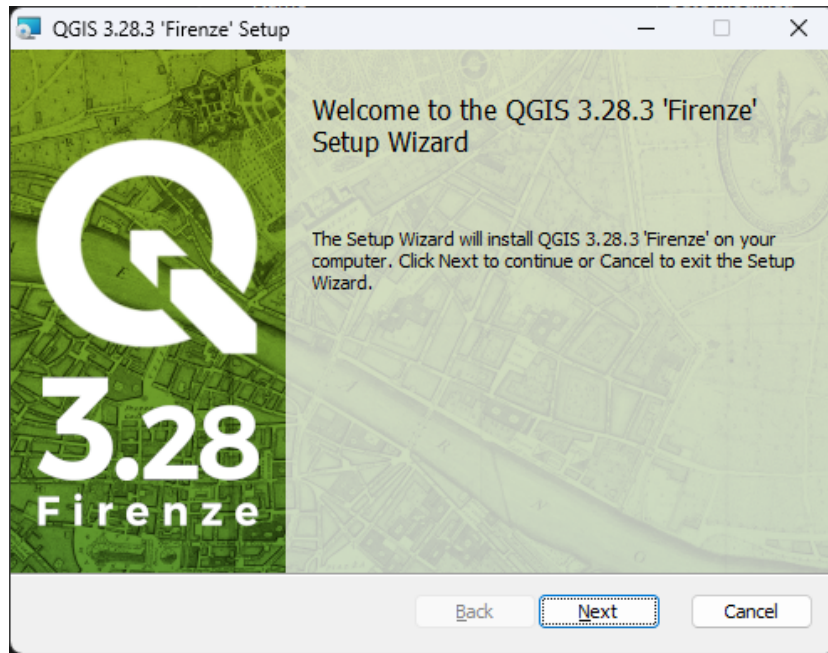 QGIS 3.28.3 'Firenze' Setup
Welcome to the QGIS 3.28.3 'Firenze'
Setup Wizard
The Setup Wizard will install QGIS 3.28.3 'Firenze' on your
computer. Click Next to continue or Cancel to exit the Setup
Wizard.
3.28
Firenze
Back
Next
Cancel